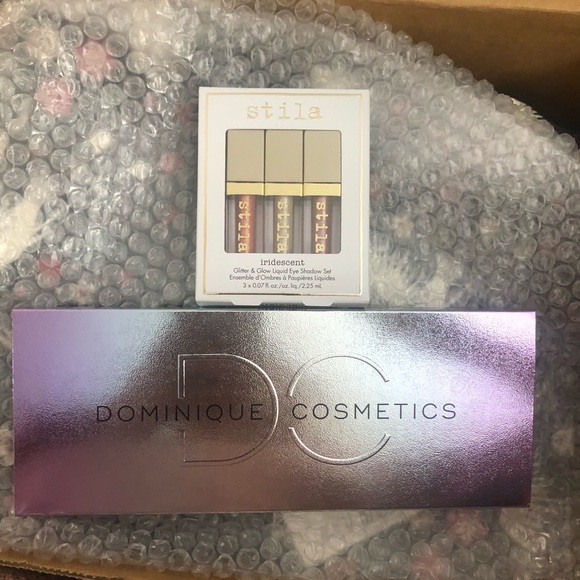 stila
stila stila stila
iridescent
Glitter & Glow Liquid Eye Shadow Set
Ensemble d'Ombres à Paupières Liquides
3 x 0.07 fl. oz./oz. liq./2.25 mL
DC
DOMINIQUE COSMETICS